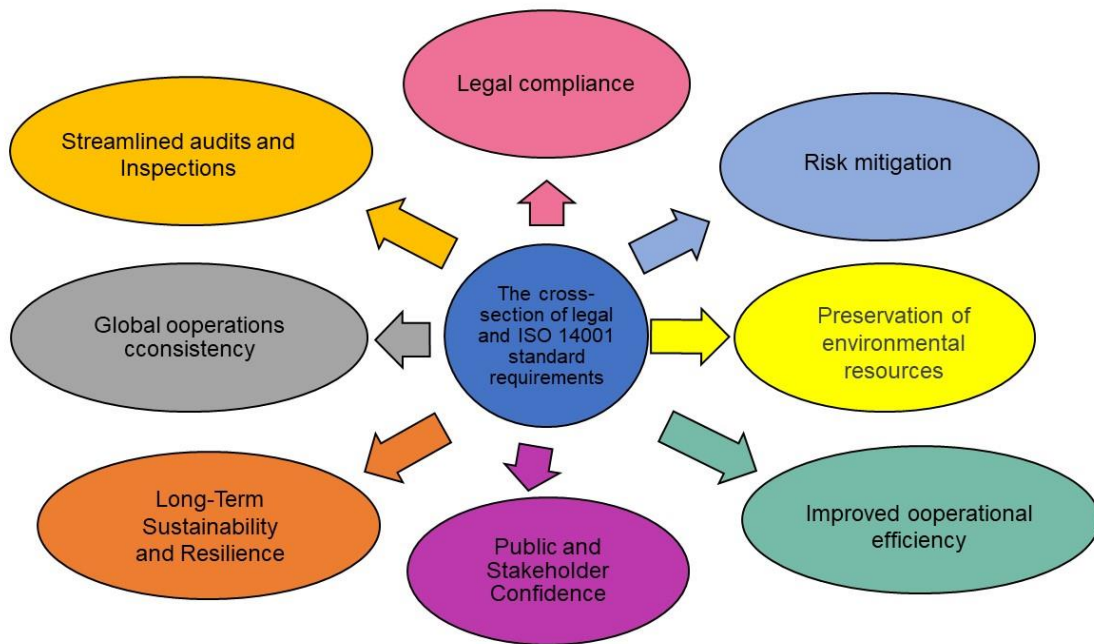 Legal compliance
Streamlined audits and
Inspections
Risk mitigation
The cross-
section of legal
and ISO 14001
standard
requirements
Global ooperations
cconsistency
Preservation of
environmental
resources
Long-Term
Sustainability
and Resilience
Public and
Stakeholder
Confidence
Improved ooperational
efficiency